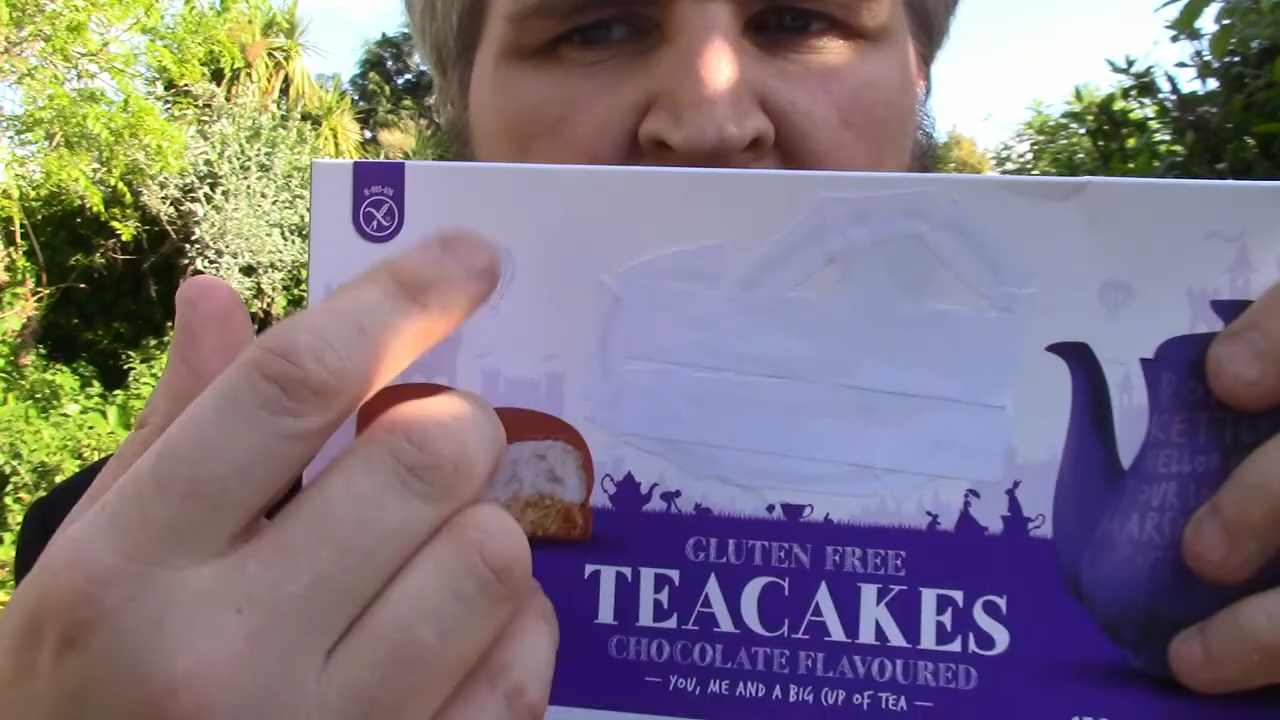 GLUTEN FREE
TEACAKES
CHOCOLATE FLAVOURED
— YOU, ME AND A BIG CUP OF TEA —